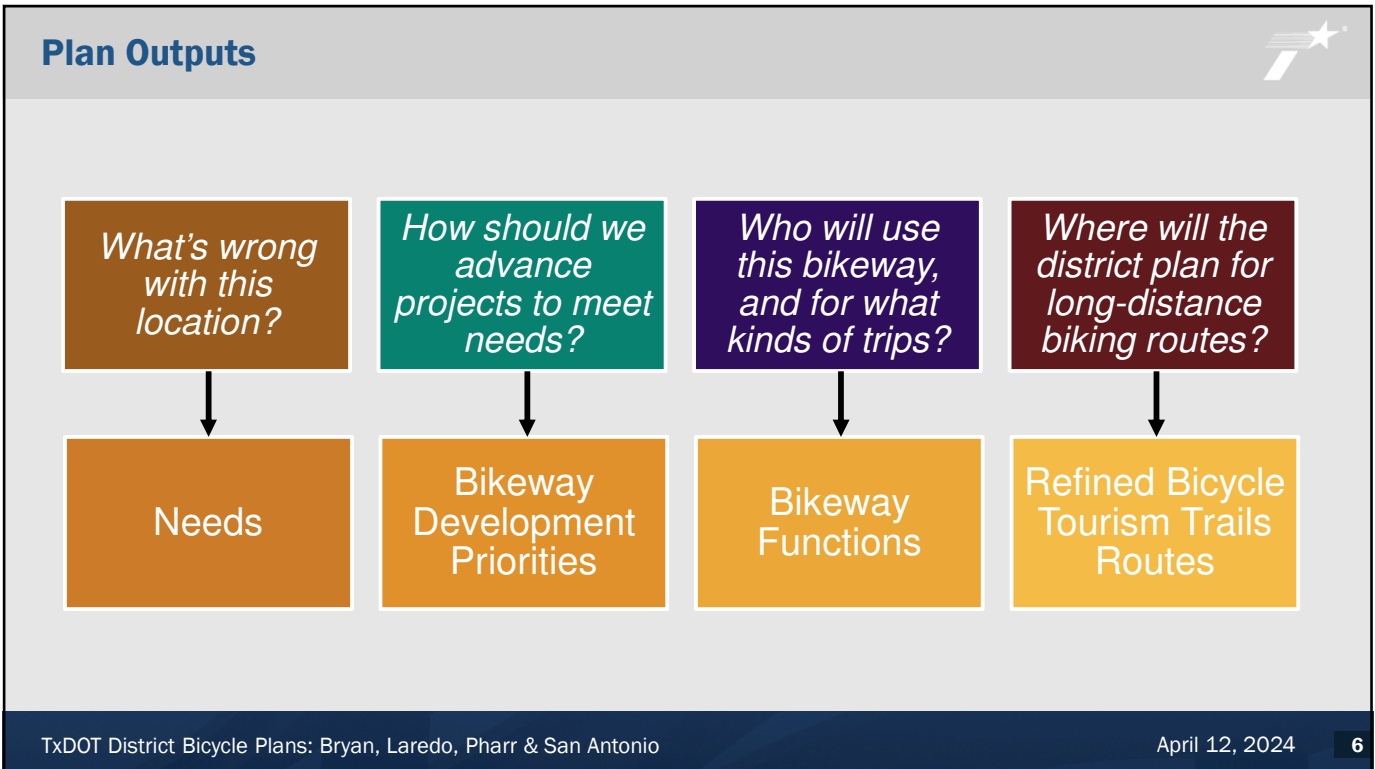 Plan Outputs
What's wrong
with this
location?
How should we
advance
projects to meet
needs?
Who will use
this bikeway,
and for what
kinds of trips?
Where will the
district plan for
long-distance
biking routes?
Needs
Bikeway
Development
Priorities
Bikeway
Functions
Refined Bicycle
Tourism Trails
Routes
TxDOT District Bicycle Plans: Bryan, Laredo, Pharr & San Antonio
April 12, 2024
6